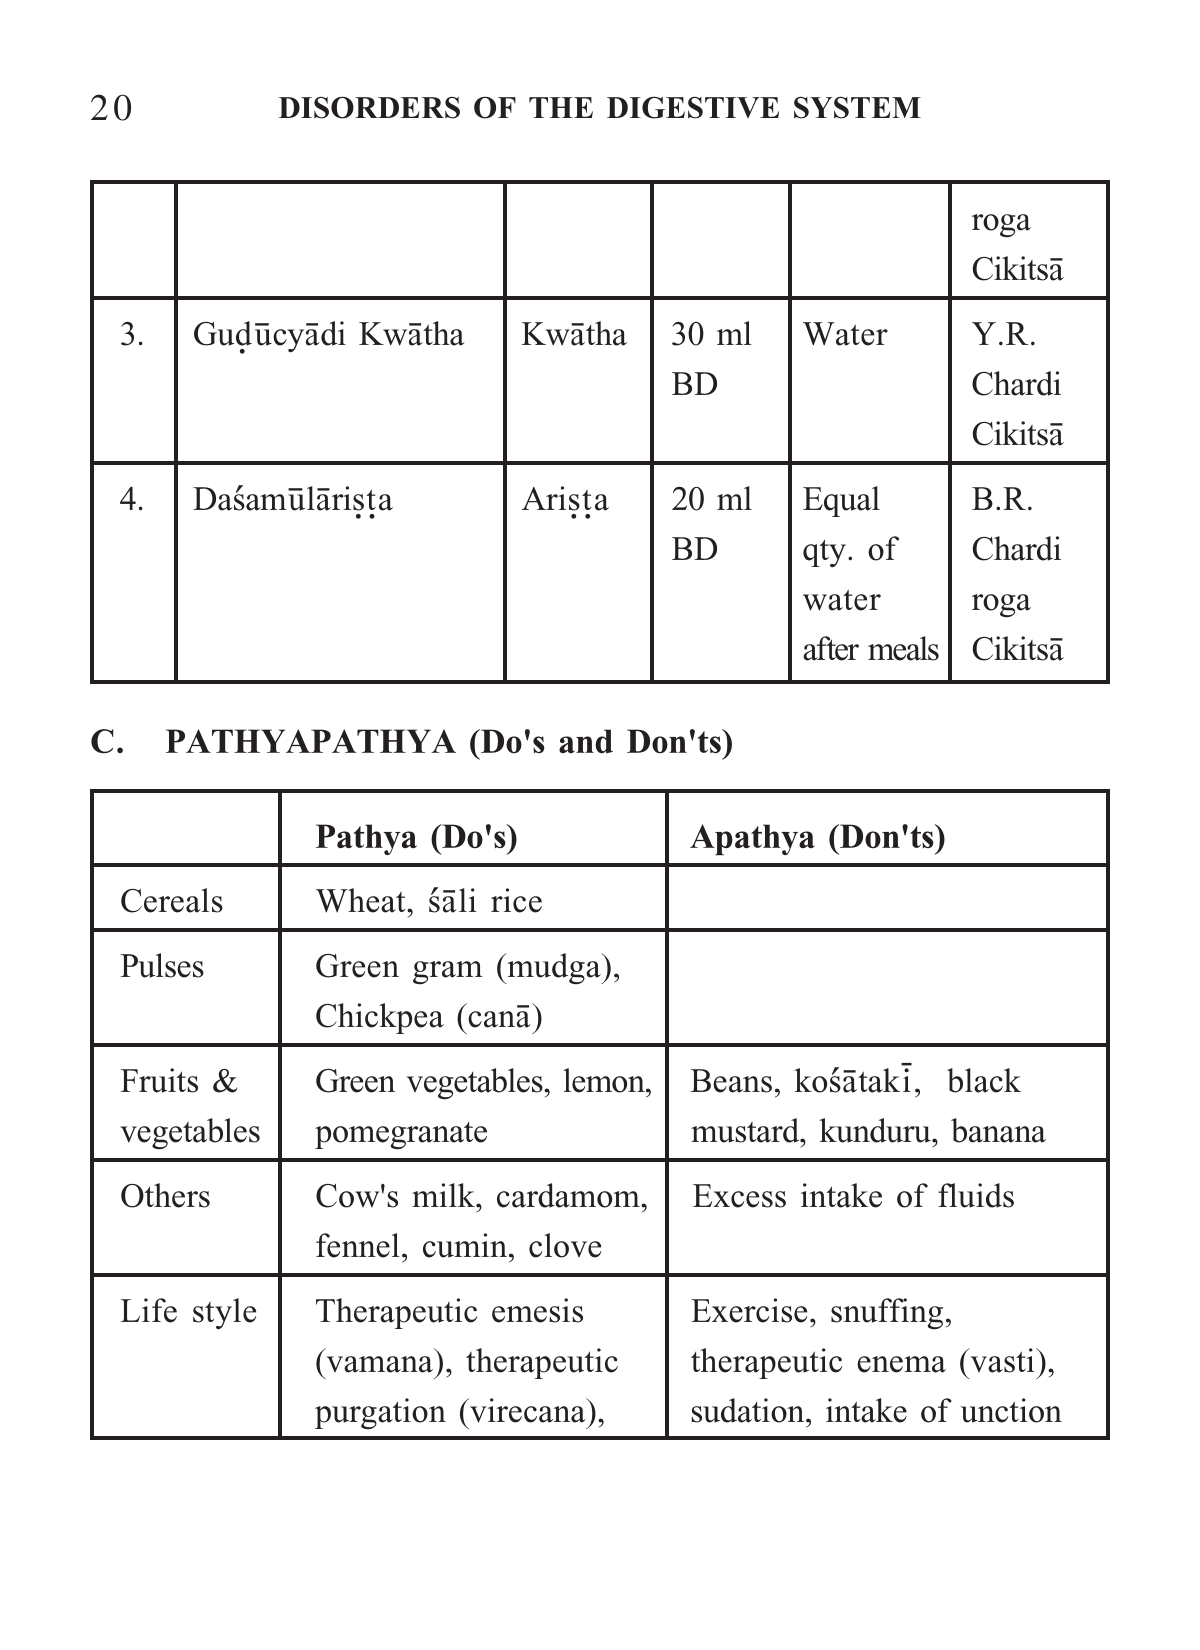 20 DISORDERS OF THE DIGESTIVE SYSTEM
roga
Cikitsā
3. Guḍūcyādi Kwātha Kwātha 30 ml Water Y.R.
BD Chardi
Cikitsā
4. Daśamūlāriṣṭa Ariṣṭa 20 ml Equal B.R.
BD qty. of Chardi
water roga
after meals Cikitsā
C. PATHYAPATHYA (Do's and Don'ts)
Pathya (Do's) Apathya (Don'ts)
Cereals Wheat, śāli rice
Pulses Green gram (mudga),
Chickpea (canā)
Fruits & Green vegetables, lemon, Beans, kośātakī, black
vegetables pomegranate mustard, kunduru, banana
Others Cow's milk, cardamom, Excess intake of fluids
fennel, cumin, clove
Life style Therapeutic emesis Exercise, snuffing,
(vamana), therapeutic therapeutic enema (vasti),
purgation (virecana), sudation, intake of unction